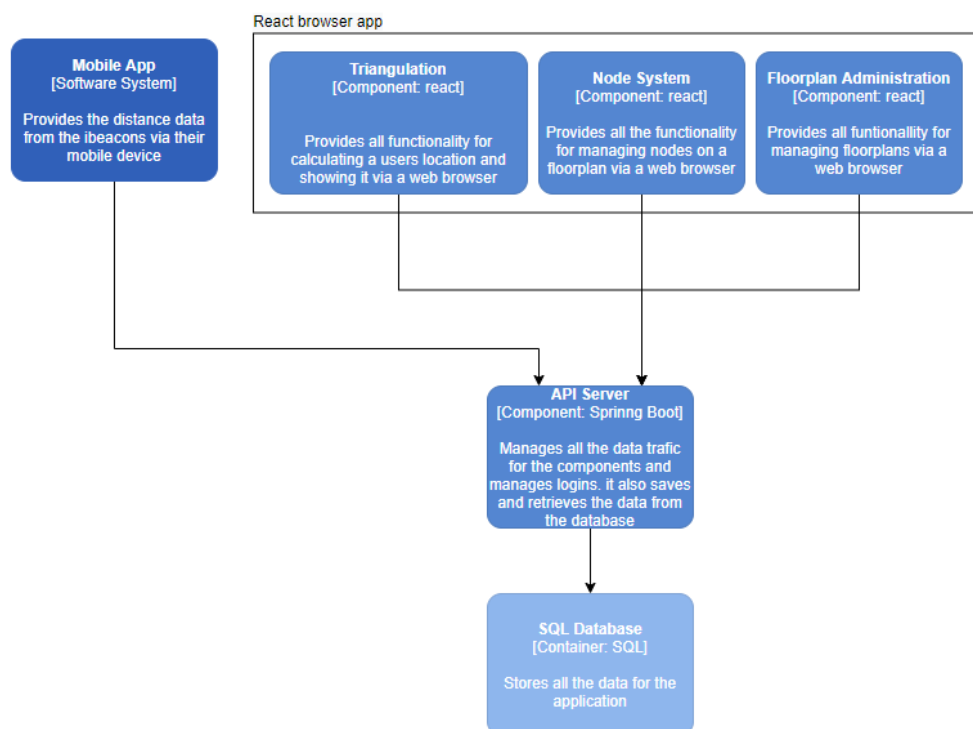 React browser app
Mobile App
[Software System]
Provides the distance data
from the ibeacons via their
mobile device
Triangulation
[Component: react]
Provides all functionality for
calculating a users location and
showing it via a web browser
Node System
[Component: react]
Provides all the functionality
for managing nodes on a
floorplan via a web browser
Floorplan Administration
[Component: react]
Provides all funtionallity for
managing floorplans via a
web browser
API Server
[Component: Sprinng Boot]
Manages all the data trafic
for the components and
manages logins. it also saves
and retrieves the data from
the database
SQL Database
[Container: SQL]
Stores all the data for the
application